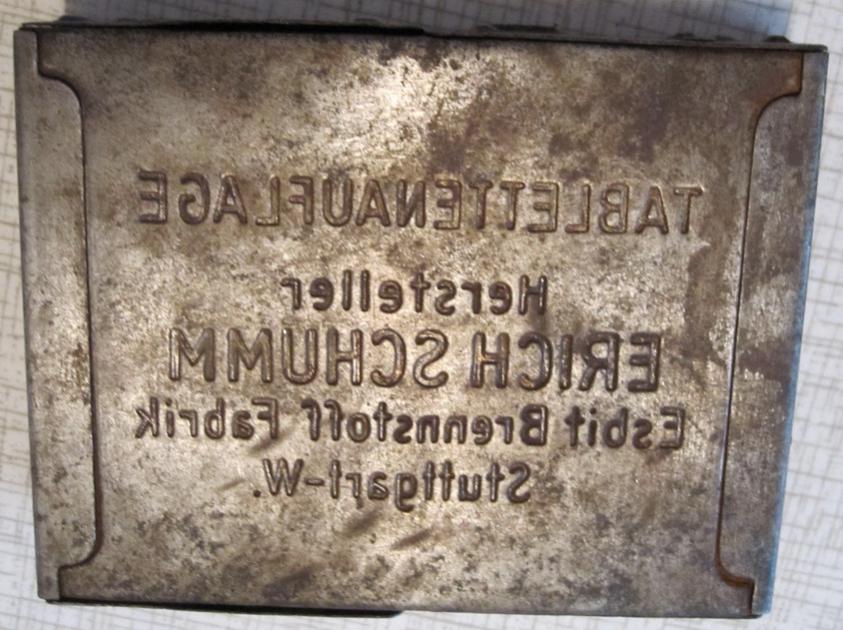 TABLETTENAUFLAGE
Hersteller
ERICH SCHUMM
Esbit Brennstoff Fabrik
Stuttgart-W.